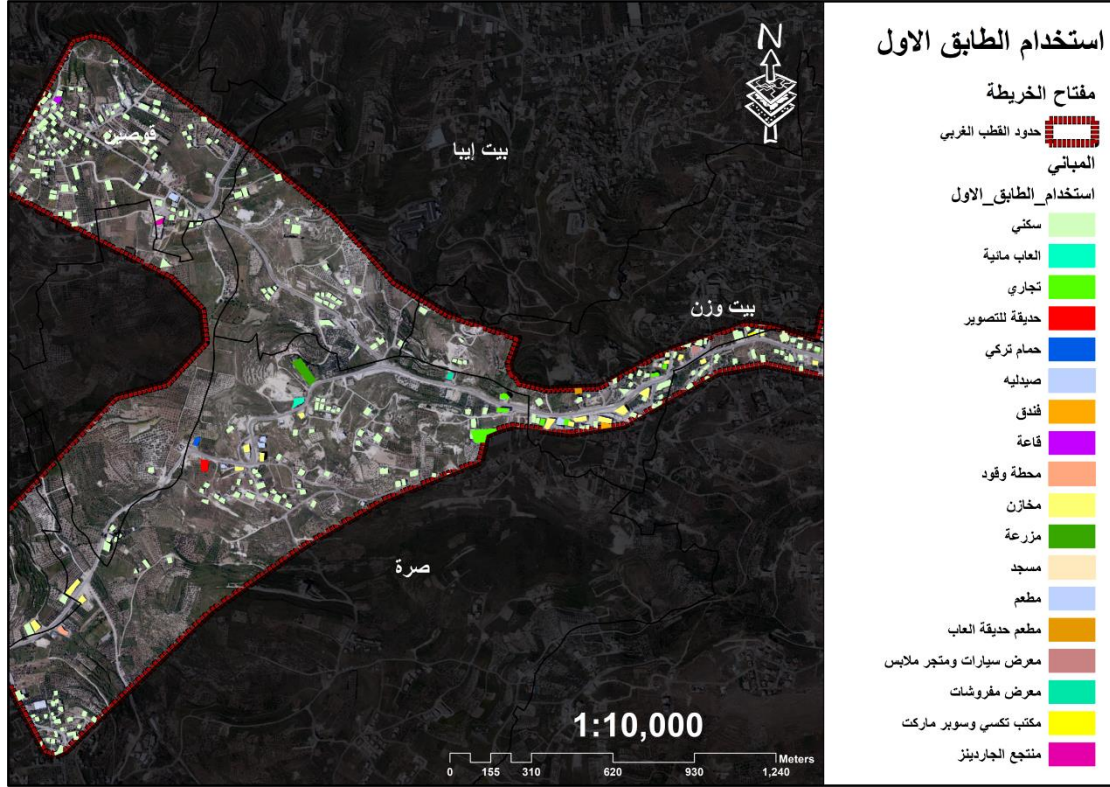 استخدام الطابق الاول
مفتاح الخريطة
حدود القطب الغربي
المباني
استخدام_الطابق_الاول
سكني
العاب مائية
تجاري
حديقة للتصوير
حمام تركي
صيدليه
فندق
قاعة
محطة وقود
مخازن
مزرعة
مسجد
مطعم
مطعم حديقة العاب
معرض سيارات ومتجر ملابس
معرض مفروشات
مكتب تكسي وسوبر ماركت
منتجع الجاردينز
N
قوصين
بيت إيبا
بيت وزن
صرة
1:10,000
Meters
0 155 310 620 930 1,240